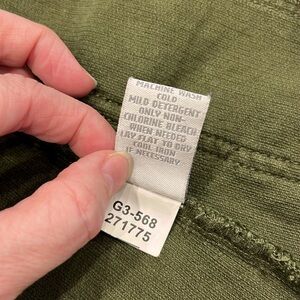 MACHINE WASH
COLD
MILD DETERGENT
ONLY NON-
CHLORINE BLEACH
WHEN NEEDED
LAY FLAT TO DRY
COOL IRON
IF NECESSARY
G3-568
271775